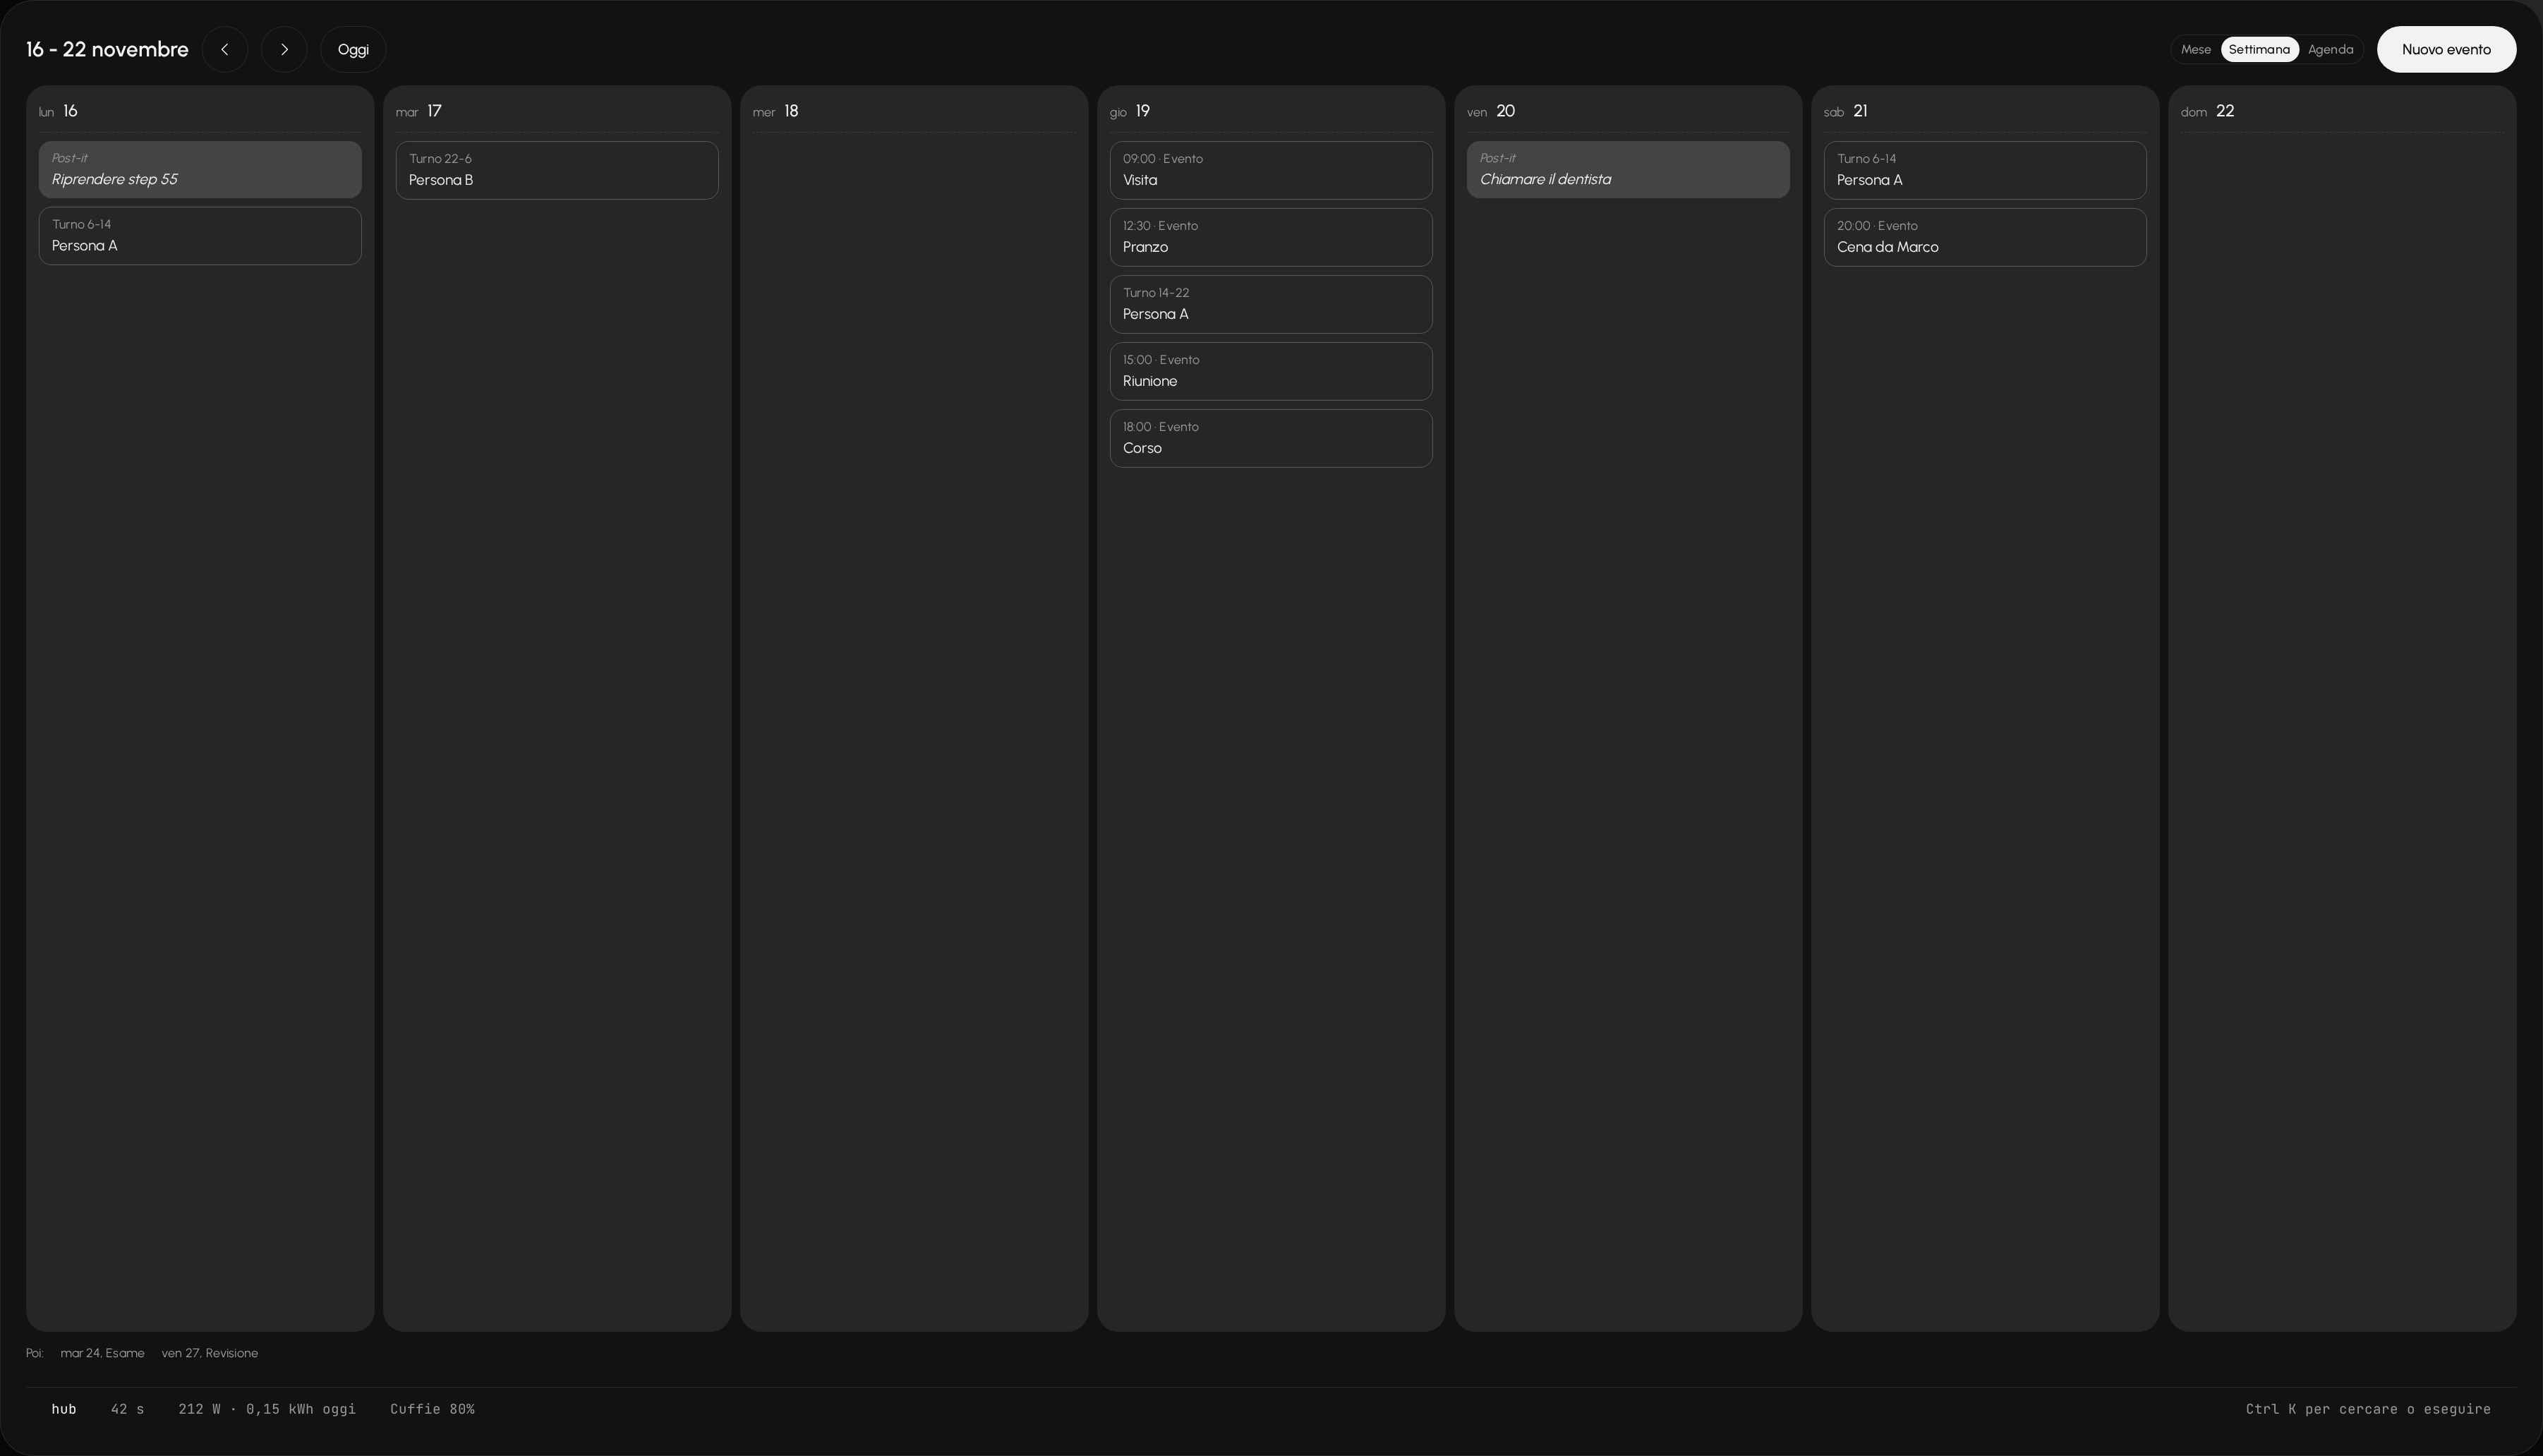 16 - 22 novembre
Oggi
Mese
Settimana
Agenda
Nuovo evento
lun 16
Post-it
Riprendere step 55
Turno 6-14
Persona A
mar 17
Turno 22-6
Persona B
mer 18
gio 19
09:00 · Evento
Visita
12:30 · Evento
Pranzo
Turno 14-22
Persona A
15:00 · Evento
Riunione
18:00 · Evento
Corso
ven 20
Post-it
Chiamare il dentista
sab 21
Turno 6-14
Persona A
20:00 · Evento
Cena da Marco
dom 22
Poi: mar 24, Esame ven 27, Revisione
hub 42 s 212 W · 0,15 kWh oggi Cuffie 80%
Ctrl K per cercare o eseguire